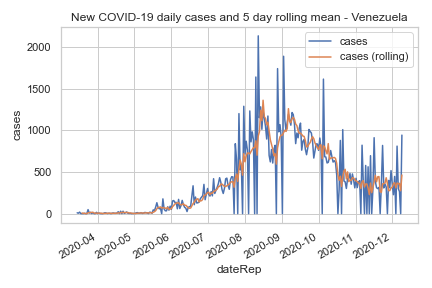 New COVID-19 daily cases and 5 day rolling mean - Venezuela
cases
cases (rolling)
2000
1500
1000
500
0
cases
2020-04
2020-05
2020-06
2020-07
2020-08
2020-09
2020-10
2020-11
2020-12
dateRep